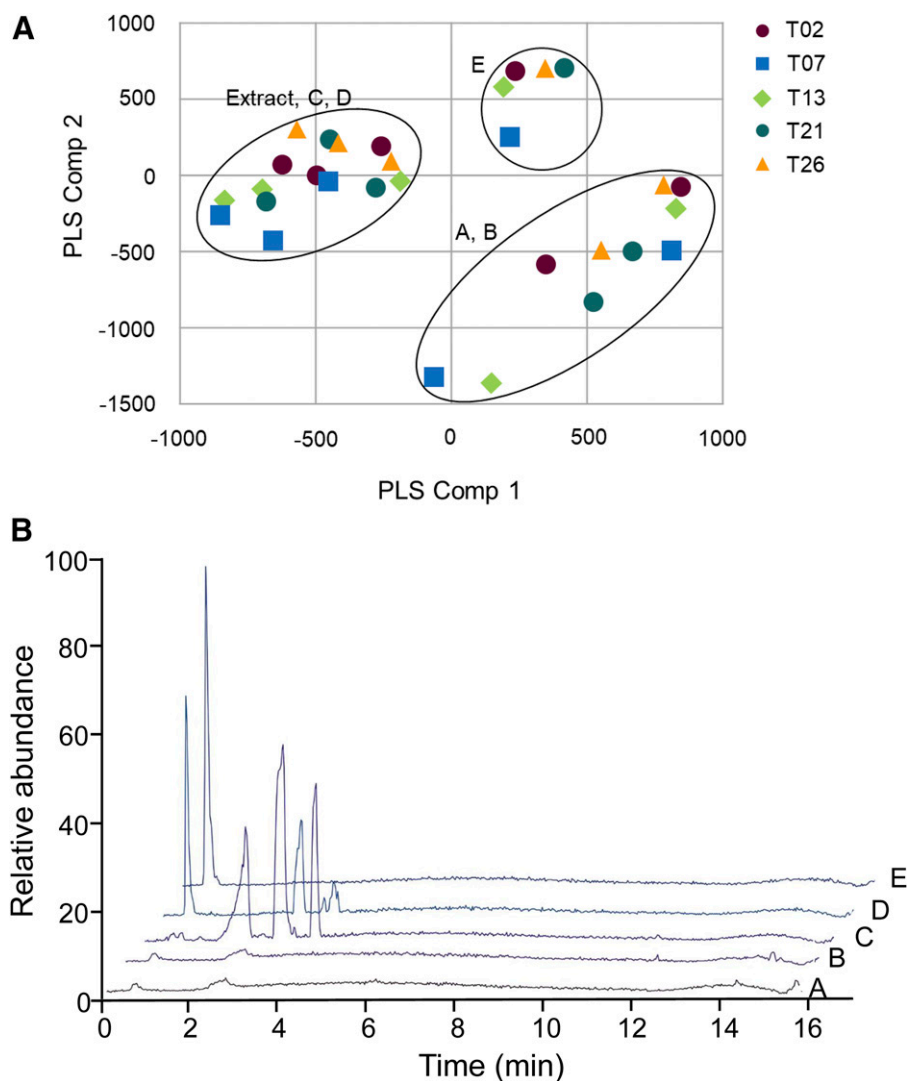 A
1000
500
0
-500
-1000
-1500
PLS Comp 2
Extract, C, D
E
A, B
-1000
-500
0
500
1000
PLS Comp 1
T02
T07
T13
T21
T26
B
100
80
60
40
20
0
Relative abundance
E
D
C
B
A
0 2 4 6 8 10 12 14 16
Time (min)